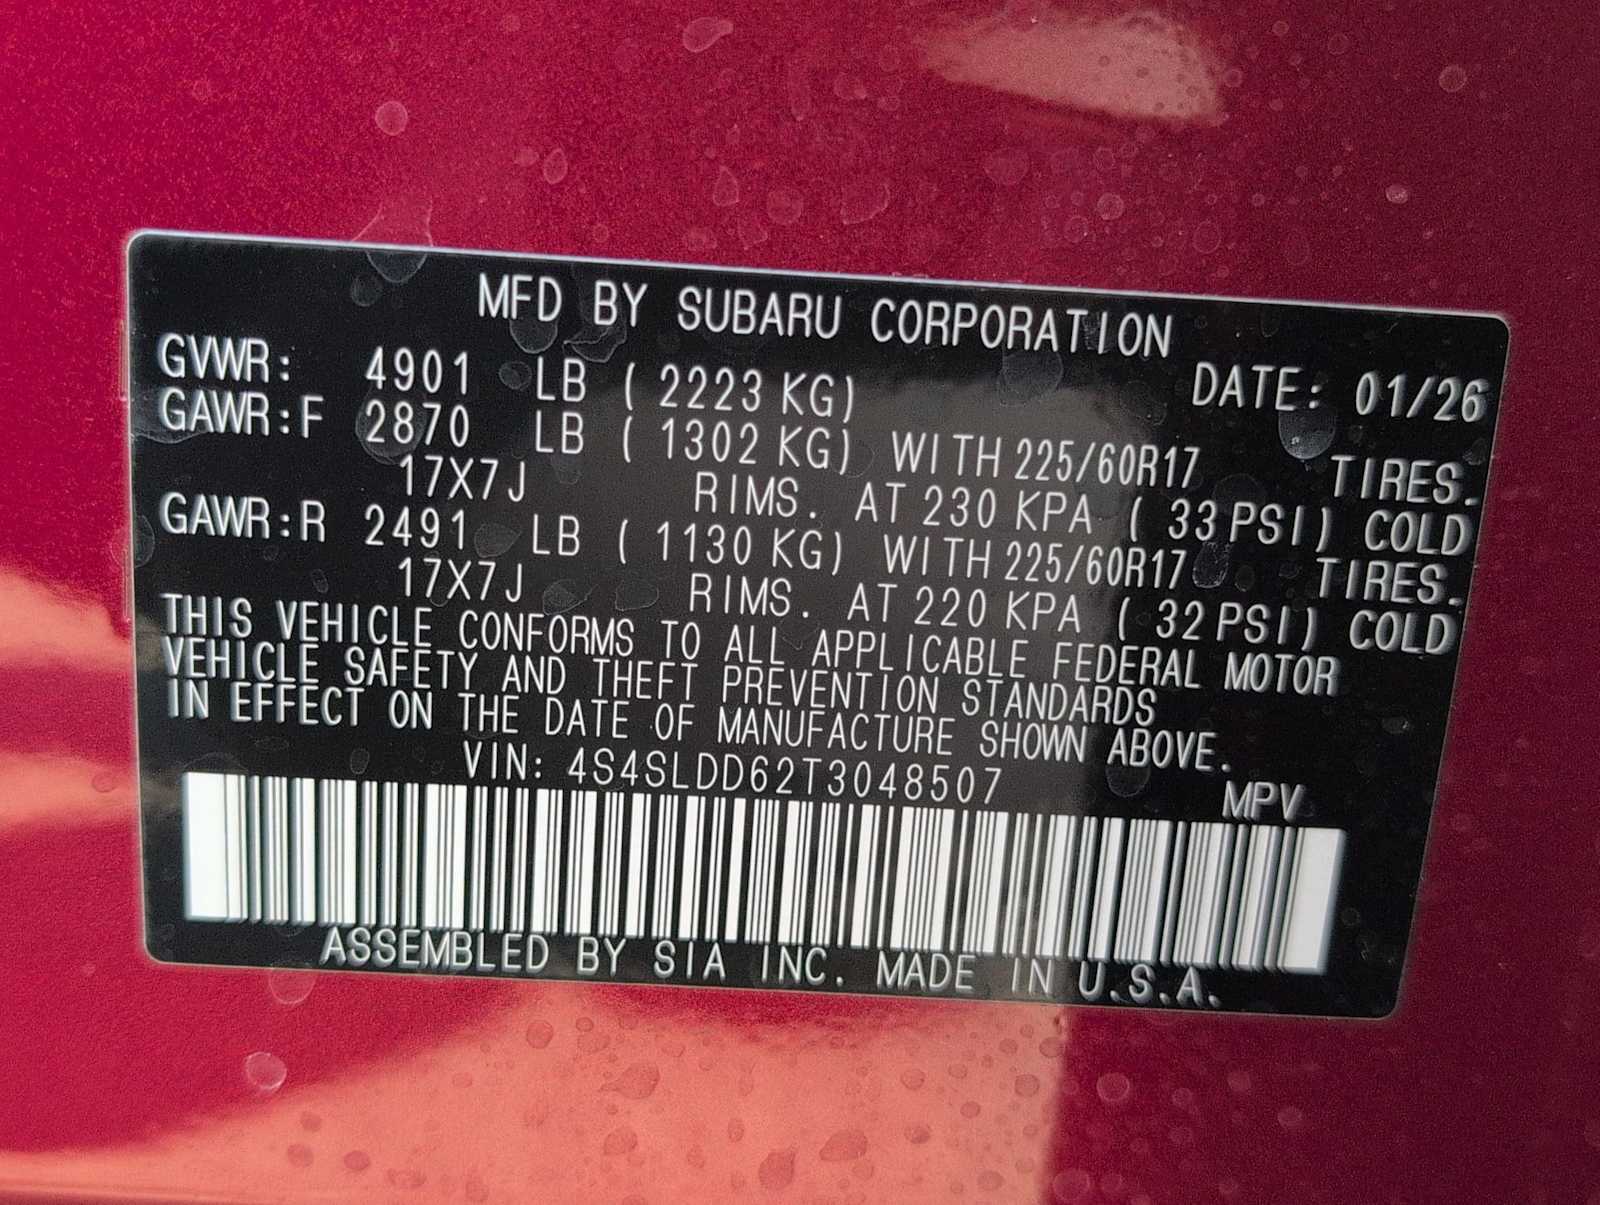 MFD BY SUBARU CORPORATION
GVWR: 4901 LB ( 2223 KG) DATE: 01/26
GAWR:F 2870 LB ( 1302 KG) WITH 225/60R17 TIRES.
17X7J RIMS. AT 230 KPA ( 33 PSI) COLD
GAWR:R 2491 LB ( 1130 KG) WITH 225/60R17 TIRES.
17X7J RIMS. AT 220 KPA ( 32 PSI) COLD
THIS VEHICLE CONFORMS TO ALL APPLICABLE FEDERAL MOTOR
VEHICLE SAFETY AND THEFT PREVENTION STANDARDS
IN EFFECT ON THE DATE OF MANUFACTURE SHOWN ABOVE.
VIN: 4S4SLDD62T3048507 MPV
ASSEMBLED BY SIA INC. MADE IN U.S.A.